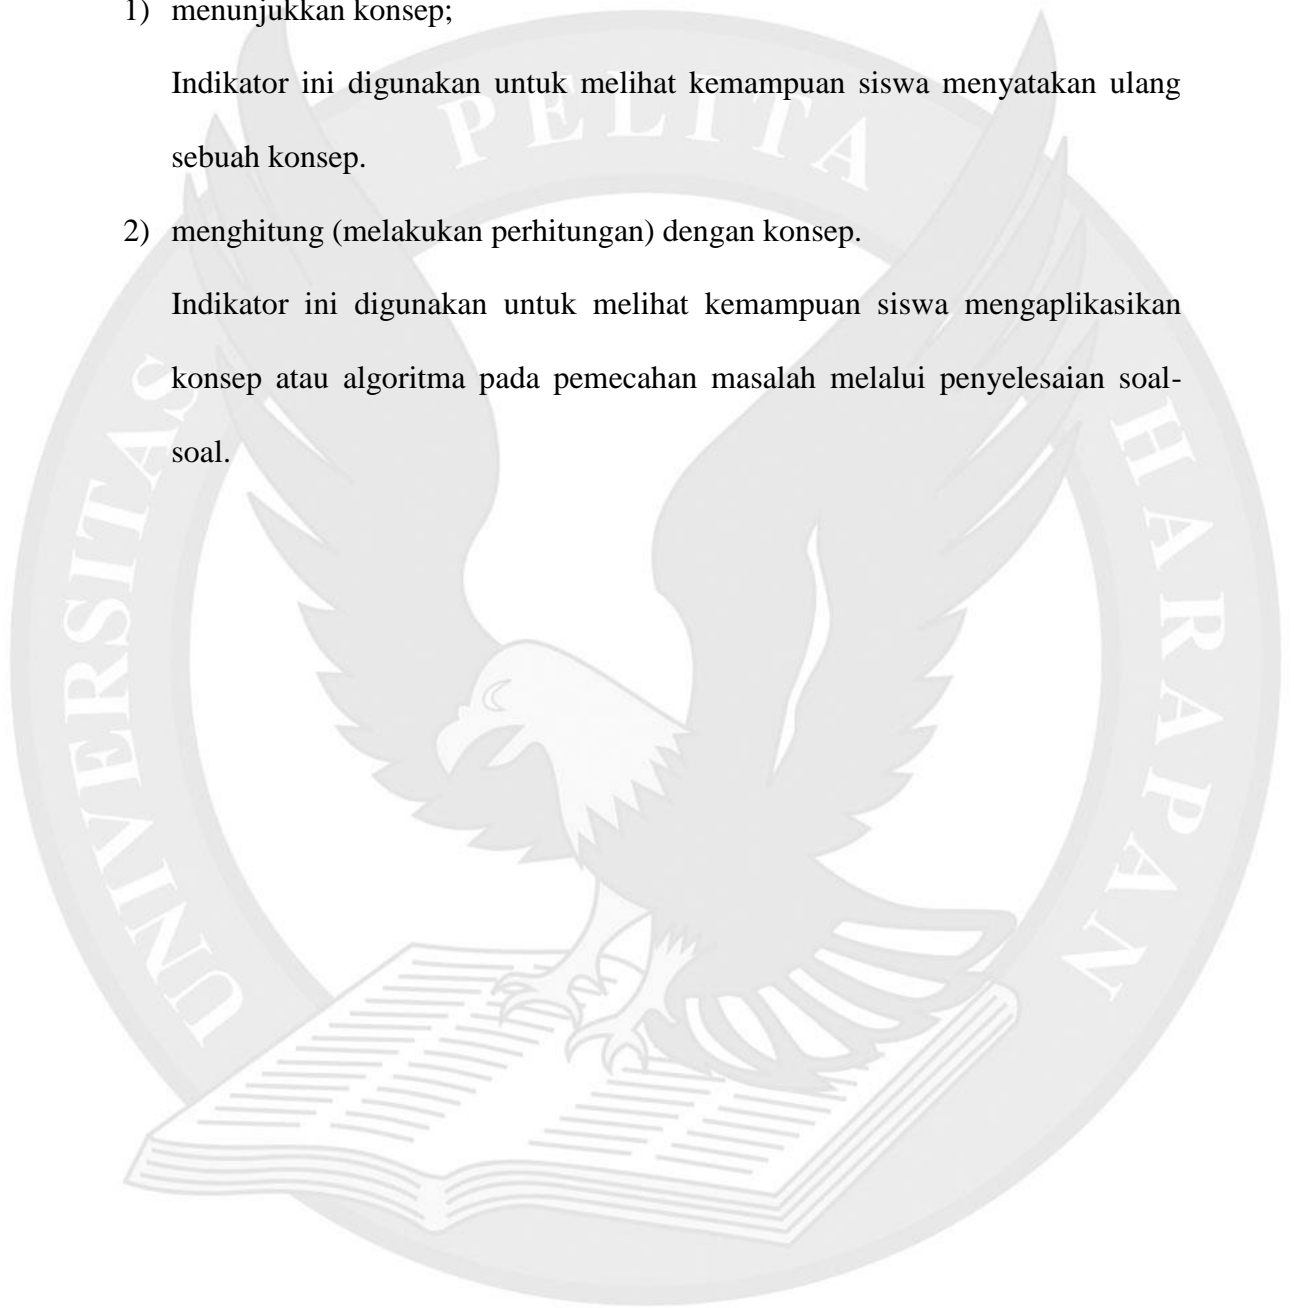 1) menunjukkan konsep;
Indikator ini digunakan untuk melihat kemampuan siswa menyatakan ulang
sebuah konsep.
2) menghitung (melakukan perhitungan) dengan konsep.
Indikator ini digunakan untuk melihat kemampuan siswa mengaplikasikan
konsep atau algoritma pada pemecahan masalah melalui penyelesaian soal-
soal.
UNIVERSITAS PELITA HARAPAN